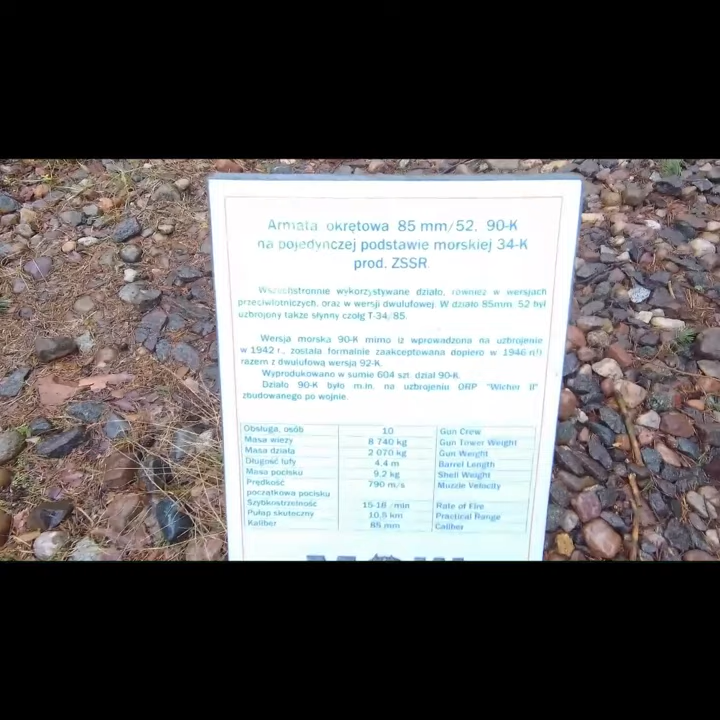 Armata okrętowa 85 mm/52, 90-K
na pojedynczej podstawie morskiej 34-K
prod. ZSSR
Wszechstronnie wykorzystywane działo, również w wersjach
przeciwlotniczych, oraz w wersji dwulufowej. W działo 85mm 52 był
uzbrojony także słynny czołg T-34/85.
Wersja morska 90-K mimo iż wprowadzona na uzbrojenie
w 1942 r., została formalnie zaakceptowana dopiero w 1946 r(!)
razem z dwulufową wersją 92-K.
Wyprodukowano w sumie 604 szt. dział 90-K.
Działo 90-K było m.in. na uzbrojeniu ORP "Wicher II"
zbudowanego po wojnie.
Obsługa, osób 10 Gun Crew
Masa wieży 8 740 kg Gun Tower Weight
Masa działa 2 070 kg Gun Weight
Długość lufy 4,4 m Barrel Length
Masa pocisku 9,2 kg Shell Weight
Prędkość 790 m/s Muzzle Velocity
początkowa pocisku
Szybkostrzelność 15-18 /min Rate of Fire
Pułap skuteczny 10,5 km Practical Range
Kaliber 85 mm Caliber